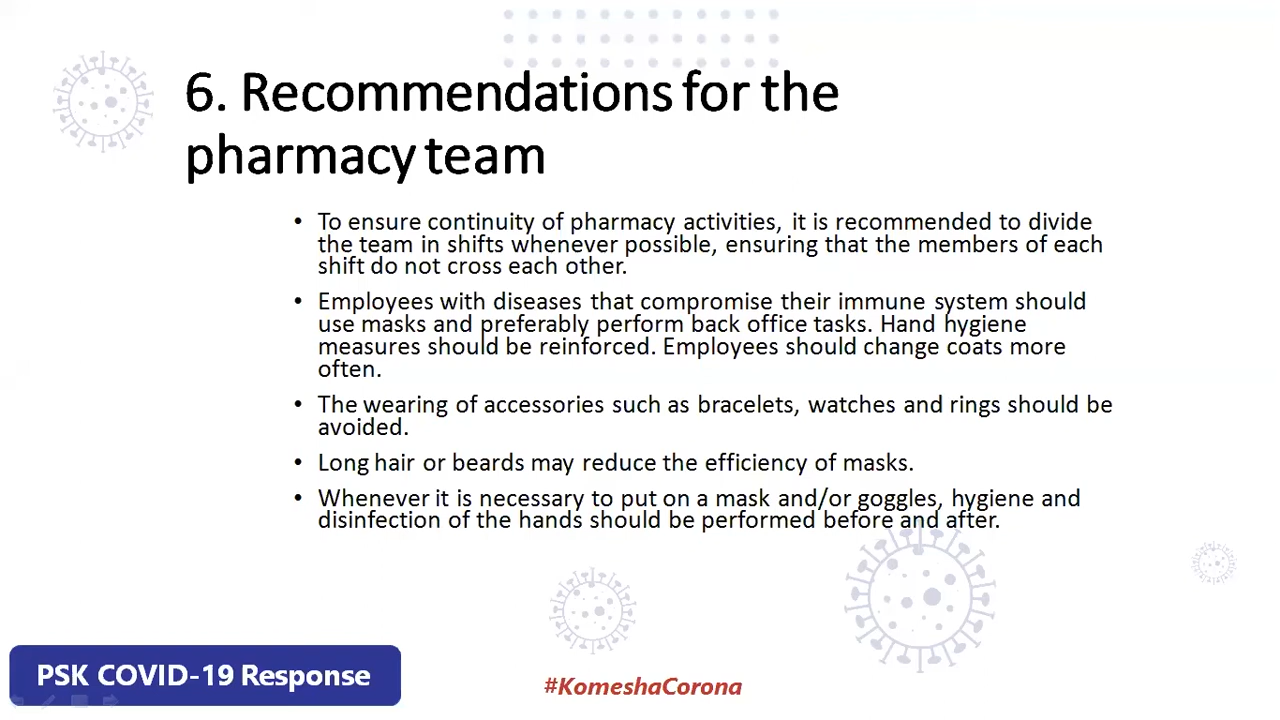 6. Recommendations for the
pharmacy team
• To ensure continuity of pharmacy activities, it is recommended to divide
the team in shifts whenever possible, ensuring that the members of each
shift do not cross each other.
• Employees with diseases that compromise their immune system should
use masks and preferably perform back office tasks. Hand hygiene
measures should be reinforced. Employees should change coats more
often.
• The wearing of accessories such as bracelets, watches and rings should be
avoided.
• Long hair or beards may reduce the efficiency of masks.
• Whenever it is necessary to put on a mask and/or goggles, hygiene and
disinfection of the hands should be performed before and after.
PSK COVID-19 Response
#KomeshaCorona